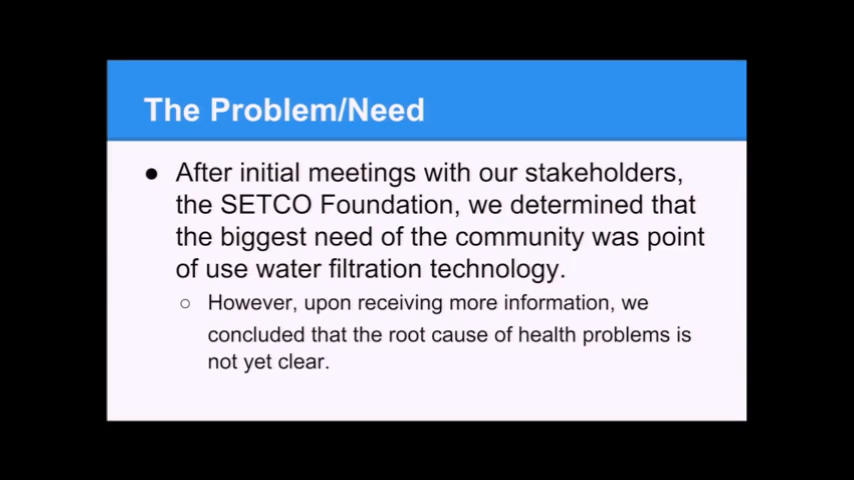 The Problem/Need
● After initial meetings with our stakeholders,
the SETCO Foundation, we determined that
the biggest need of the community was point
of use water filtration technology.
○ However, upon receiving more information, we
concluded that the root cause of health problems is
not yet clear.